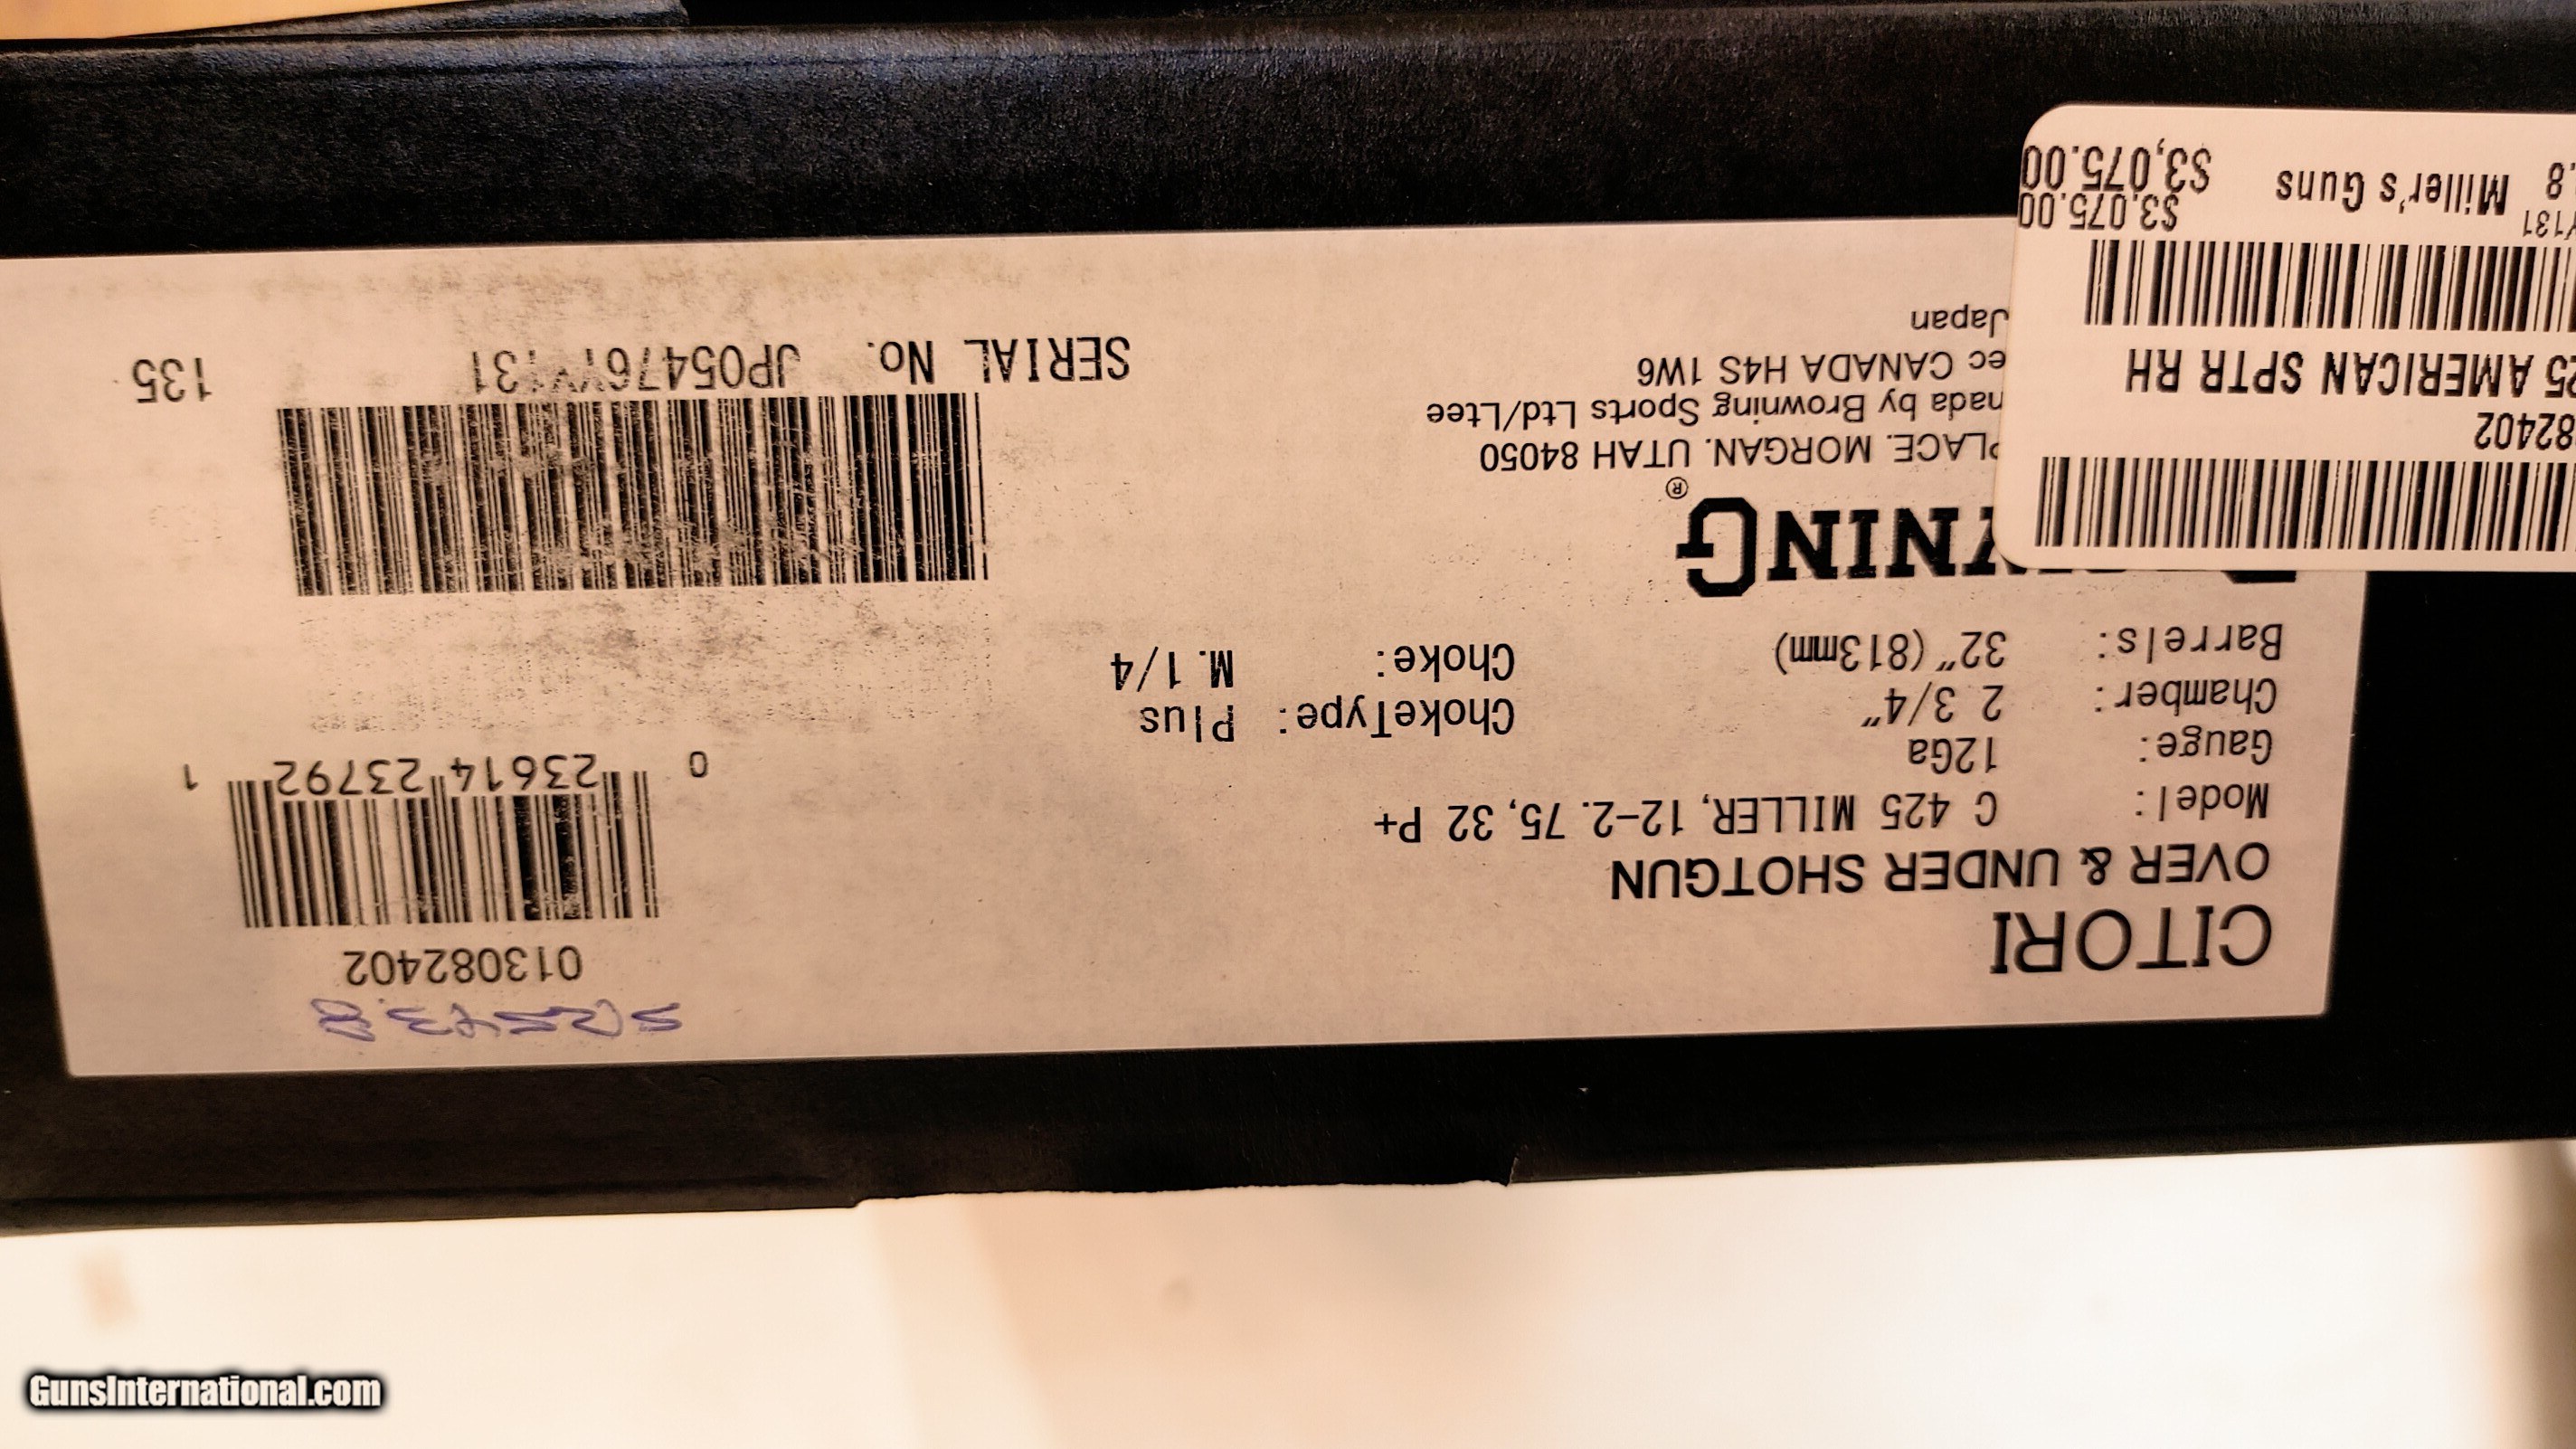 CITORI
OVER & UNDER SHOTGUN
Model: C 425 MILLER, 12-2.75, 32 P+
Gauge: 12Ga
Chamber: 2 3/4"
Barrels: 32" (813mm)
ChokeType: Plus
Choke: M.1/4
013082402
0 23614 23792 1
NING®
PLACE. MORGAN. UTAH 84050
nada by Browning Sports Ltd/Ltee
ec CANADA H4S 1W6
Japan
SERIAL No. JP05476YY131
135
82402
25 AMERICAN SPTR RH
Y131 $3,075.00
.8 Miller's Guns $3,075.00
GunsInternational.com